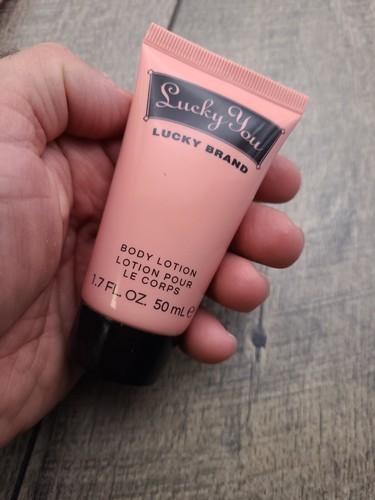 Lucky You
LUCKY BRAND
BODY LOTION
LOTION POUR
LE CORPS
1.7 FL. OZ. 50 mL ℮